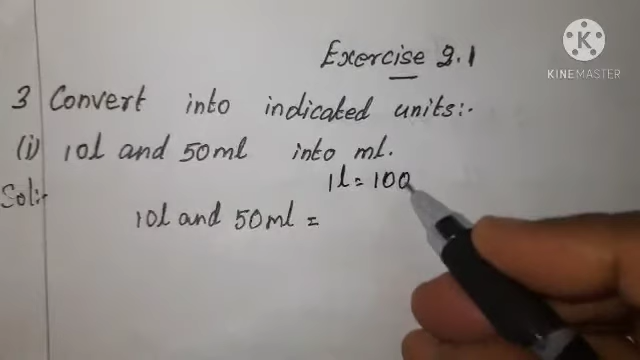 KINEMASTER
Exercise 2.1
3 Convert into indicated units:-
(i) 10l and 50ml into ml.
Sol:-
1l = 100
10l and 50ml =